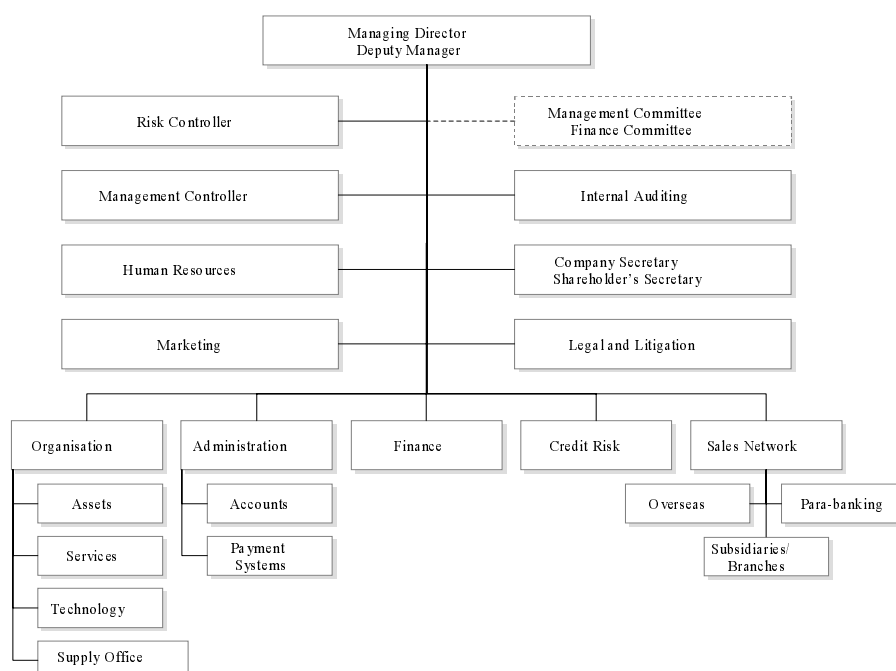 Managing Director
Deputy Manager
Risk Controller
Management Committee
Finance Committee
Management Controller
Internal Auditing
Human Resources
Company Secretary
Shareholder's Secretary
Marketing
Legal and Litigation
Organisation
Administration
Finance
Credit Risk
Sales Network
Assets
Accounts
Overseas
Para-banking
Services
Payment
Systems
Subsidiaries/
Branches
Technology
Supply Office